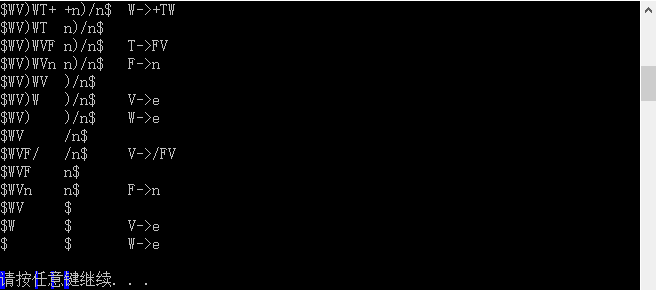 $WV)WT+ +n)/n$ W->+TW
$WV)WT n)/n$
$WV)WVF n)/n$ T->FV
$WV)WVn n)/n$ F->n
$WV)WV )/n$
$WV)W )/n$ V->e
$WV) )/n$ W->e
$WV /n$
$WVF/ /n$ V->/FV
$WVF n$
$WVn n$ F->n
$WV $
$W $ V->e
$ $ W->e
请按任意键继续. . .